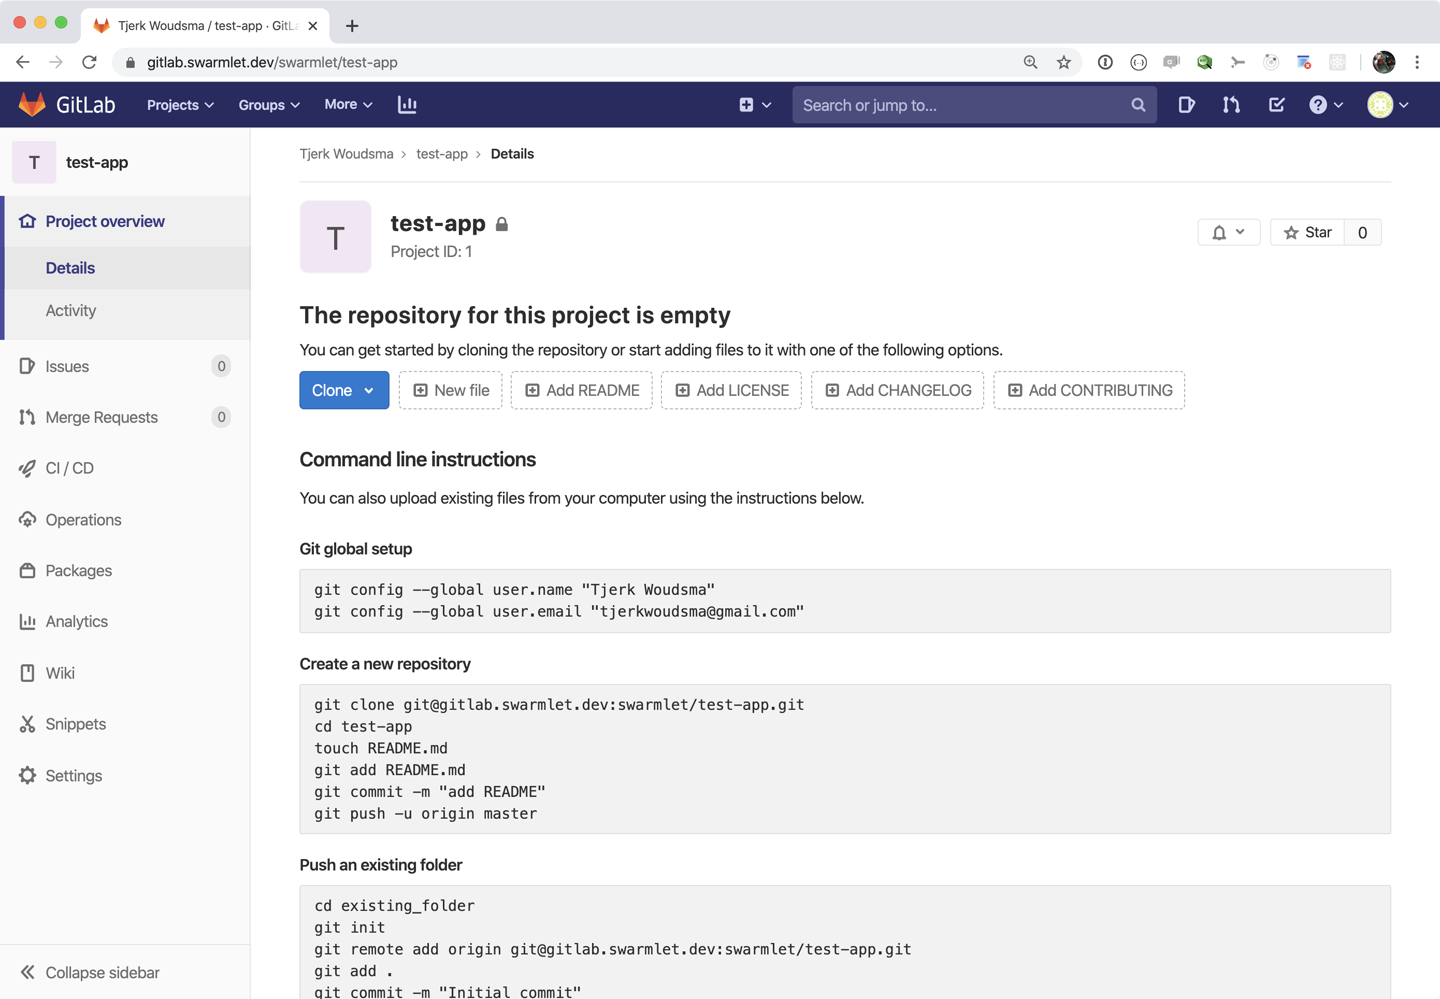 Tjerk Woudsma / test-app · GitLa
gitlab.swarmlet.dev/swarmlet/test-app
GitLab
Projects
Groups
More
Search or jump to...
T
test-app
Project overview
Details
Activity
Issues
0
Merge Requests
0
CI / CD
Operations
Packages
Analytics
Wiki
Snippets
Settings
Collapse sidebar
Tjerk Woudsma > test-app > Details
T
test-app
Project ID: 1
Star
0
The repository for this project is empty
You can get started by cloning the repository or start adding files to it with one of the following options.
Clone
New file
Add README
Add LICENSE
Add CHANGELOG
Add CONTRIBUTING
Command line instructions
You can also upload existing files from your computer using the instructions below.
Git global setup
git config --global user.name "Tjerk Woudsma"
git config --global user.email "tjerkwoudsma@gmail.com"
Create a new repository
git clone git@gitlab.swarmlet.dev:swarmlet/test-app.git
cd test-app
touch README.md
git add README.md
git commit -m "add README"
git push -u origin master
Push an existing folder
cd existing_folder
git init
git remote add origin git@gitlab.swarmlet.dev:swarmlet/test-app.git
git add .
git commit -m "Initial commit"